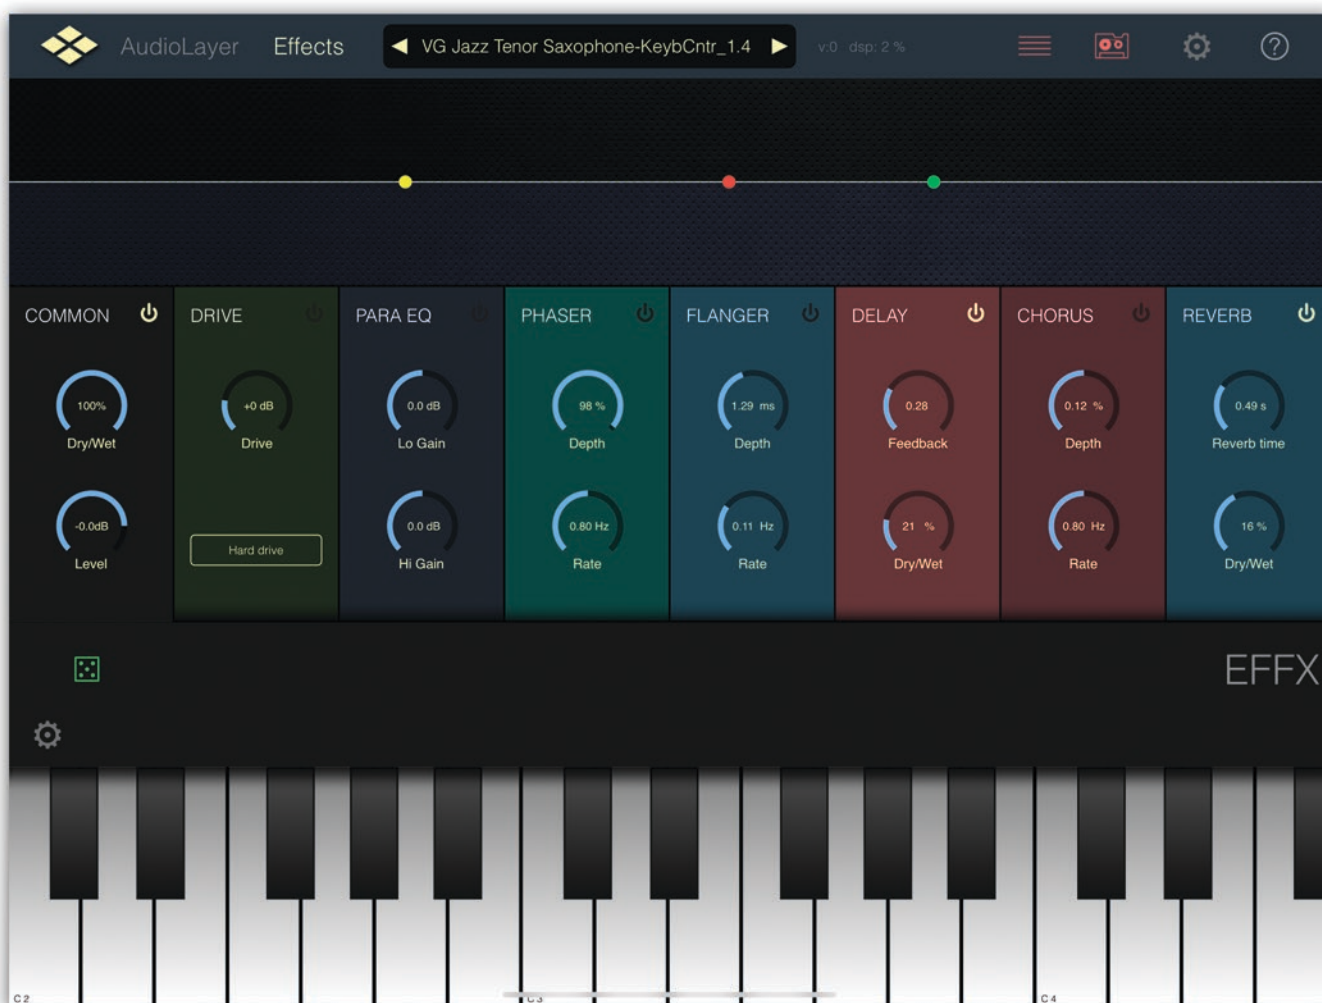 AudioLayer Effects VG Jazz Tenor Saxophone-KeybCntr_1.4 v:0 dsp: 2 % ?
COMMON DRIVE PARA EQ PHASER FLANGER DELAY CHORUS REVERB
100% +0 dB 0.0 dB 98 % 1.29 ms 0.28 0.12 % 0.49 s
Dry/Wet Drive Lo Gain Depth Depth Feedback Depth Reverb time
-0.0dB 0.0 dB 0.80 Hz 0.11 Hz 21 % 0.80 Hz 16 %
Hard drive
Level Hi Gain Rate Rate Dry/Wet Rate Dry/Wet
EFFX
C2 C3 C4